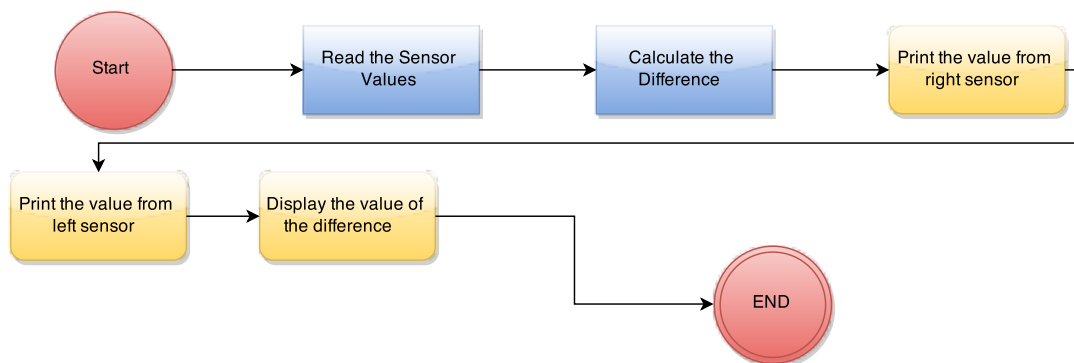 Start
Read the Sensor
Values
Calculate the
Difference
Print the value from
right sensor
Print the value from
left sensor
Display the value of
the difference
END